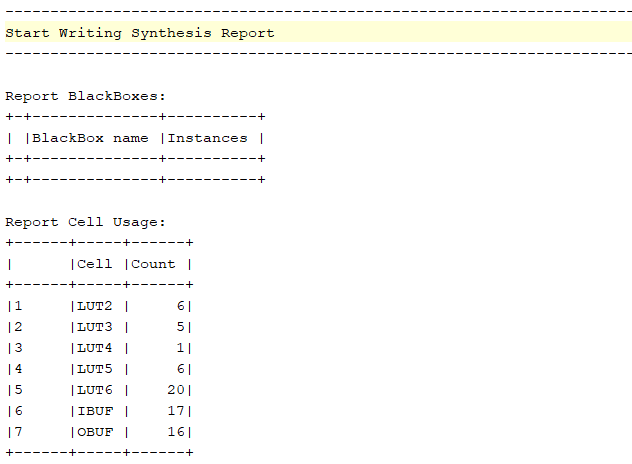 ---------------------------------------------------------------------------------
Start Writing Synthesis Report
---------------------------------------------------------------------------------
Report BlackBoxes:
+-+--------------+----------+
| |BlackBox name |Instances |
+-+--------------+----------+
+-+--------------+----------+
Report Cell Usage:
+------+-----+------+
|      |Cell |Count |
+------+-----+------+
|1     |LUT2 |     6|
|2     |LUT3 |     5|
|3     |LUT4 |     1|
|4     |LUT5 |     6|
|5     |LUT6 |    20|
|6     |IBUF |    17|
|7     |OBUF |    16|
+------+-----+------+